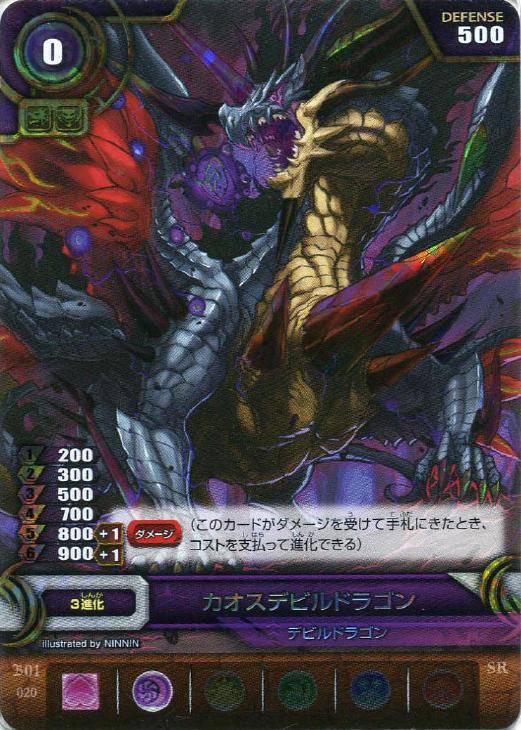 0
DEFENSE
500
1 200
2 300
3 500
4 700
5 800 +1
6 900 +1
ダメージ
(このカードがダメージを受けて手札にきたとき、
コストを支払って進化できる)
3進化
カオスデビルドラゴン
デビルドラゴン
illustrated by NINNIN
B01
020
SR